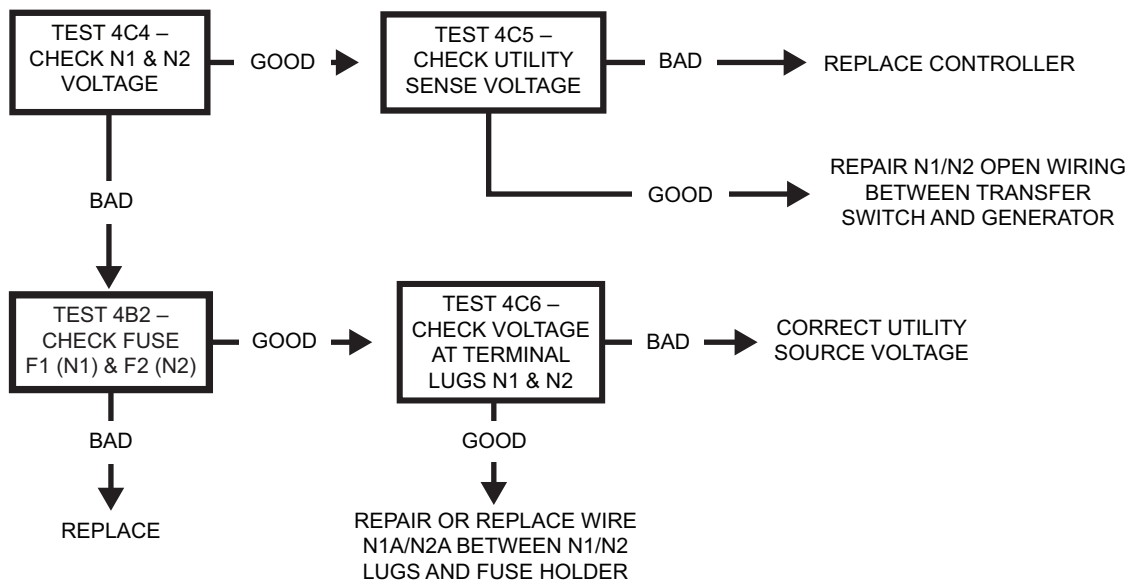 TEST 4C4 –
CHECK N1 & N2
VOLTAGE
GOOD
TEST 4C5 –
CHECK UTILITY
SENSE VOLTAGE
BAD
REPLACE CONTROLLER
GOOD
REPAIR N1/N2 OPEN WIRING
BETWEEN TRANSFER
SWITCH AND GENERATOR
BAD
TEST 4B2 –
CHECK FUSE
F1 (N1) & F2 (N2)
GOOD
TEST 4C6 –
CHECK VOLTAGE
AT TERMINAL
LUGS N1 & N2
BAD
CORRECT UTILITY
SOURCE VOLTAGE
BAD
REPLACE
GOOD
REPAIR OR REPLACE WIRE
N1A/N2A BETWEEN N1/N2
LUGS AND FUSE HOLDER